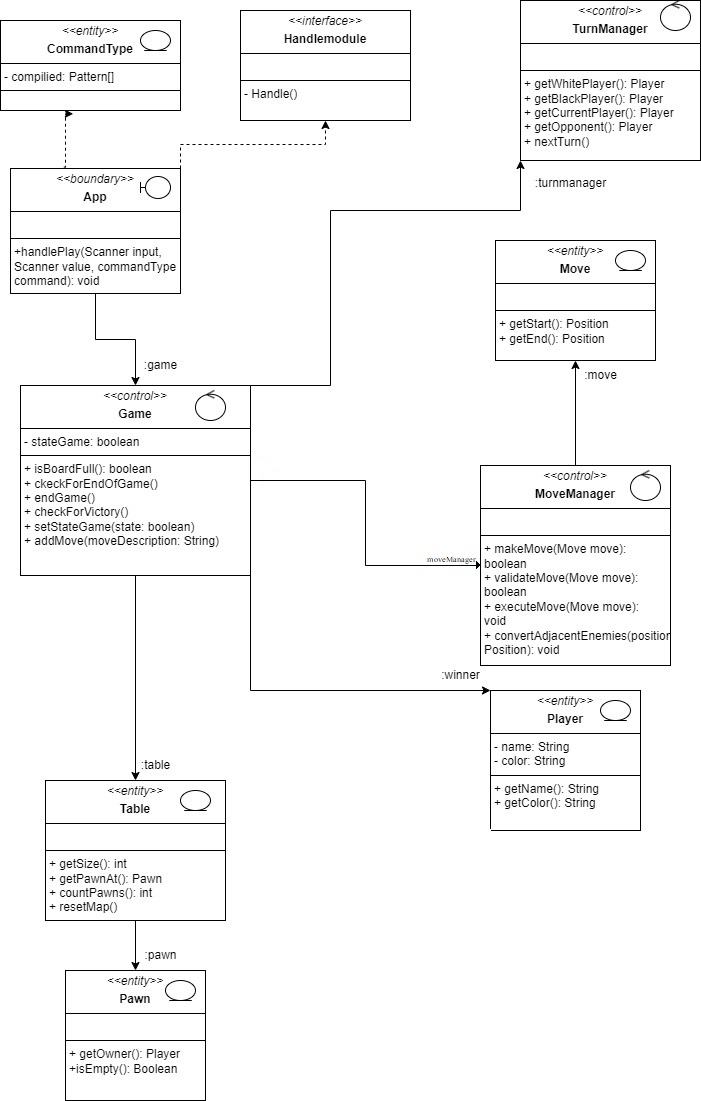 <<entity>>
CommandType
- compilied: Pattern[]
<<interface>>
Handlemodule
- Handle()
<<control>>
TurnManager
+ getWhitePlayer(): Player
+ getBlackPlayer(): Player
+ getCurrentPlayer(): Player
+ getOpponent(): Player
+ nextTurn()
<<boundary>>
App
+handlePlay(Scanner input,
Scanner value, commandType
command): void
:turnmanager
<<entity>>
Move
+ getStart(): Position
+ getEnd(): Position
:game
:move
<<control>>
Game
- stateGame: boolean
+ isBoardFull(): boolean
+ ckeckForEndOfGame()
+ endGame()
+ checkForVictory()
+ setStateGame(state: boolean)
+ addMove(moveDescription: String)
<<control>>
MoveManager
+ makeMove(Move move):
boolean
+ validateMove(Move move):
boolean
+ executeMove(Move move):
void
+ convertAdjacentEnemies(position
Position): void
moveManager
:winner
<<entity>>
Player
- name: String
- color: String
+ getName(): String
+ getColor(): String
:table
<<entity>>
Table
+ getSize(): int
+ getPawnAt(): Pawn
+ countPawns(): int
+ resetMap()
:pawn
<<entity>>
Pawn
+ getOwner(): Player
+isEmpty(): Boolean